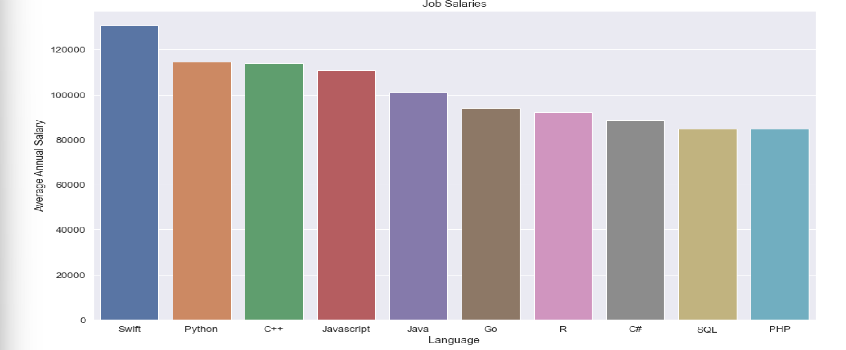 Job Salaries
Average Annual Salary
120000
100000
80000
60000
40000
20000
0
Swift Python C++ Javascript Java Go R C# SQL PHP
Language